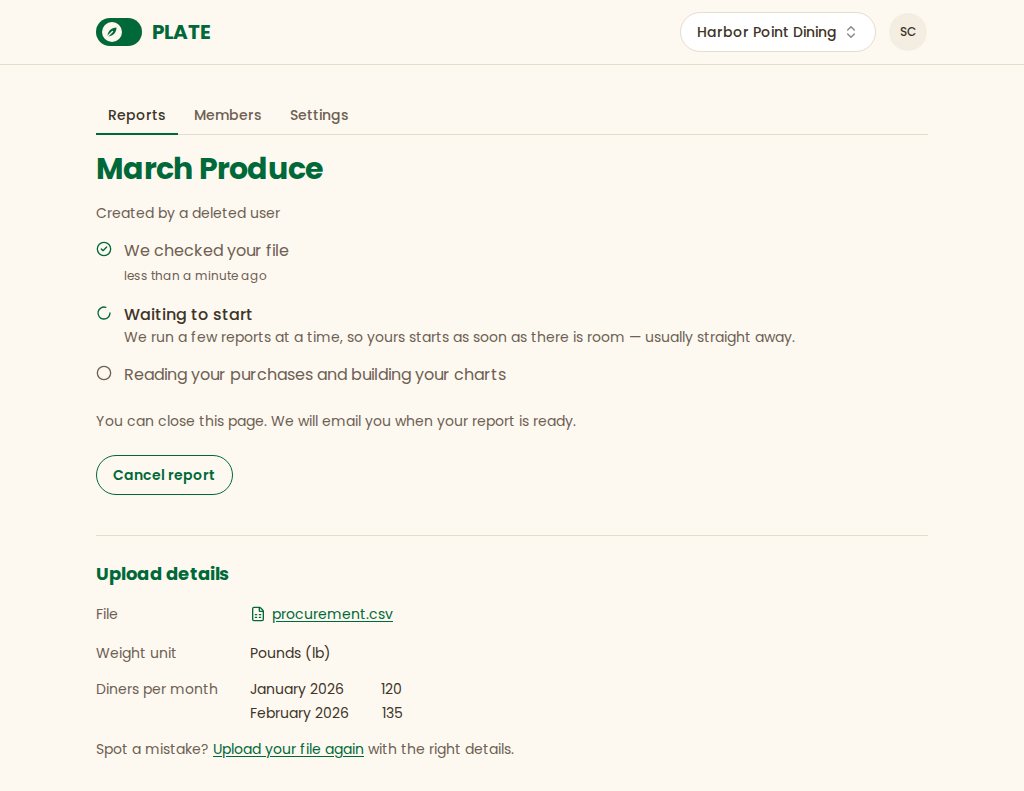 PLATE
Harbor Point Dining
SC
Reports Members Settings
March Produce
Created by a deleted user
We checked your file
less than a minute ago
Waiting to start
We run a few reports at a time, so yours starts as soon as there is room — usually straight away.
Reading your purchases and building your charts
You can close this page. We will email you when your report is ready.
Cancel report
Upload details
File procurement.csv
Weight unit Pounds (lb)
Diners per month January 2026 120
February 2026 135
Spot a mistake? Upload your file again with the right details.